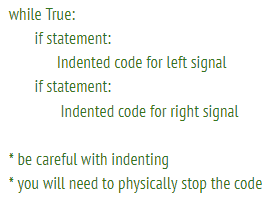 while True:
if statement:
Indented code for left signal
if statement:
Indented code for right signal
* be careful with indenting
* you will need to physically stop the code